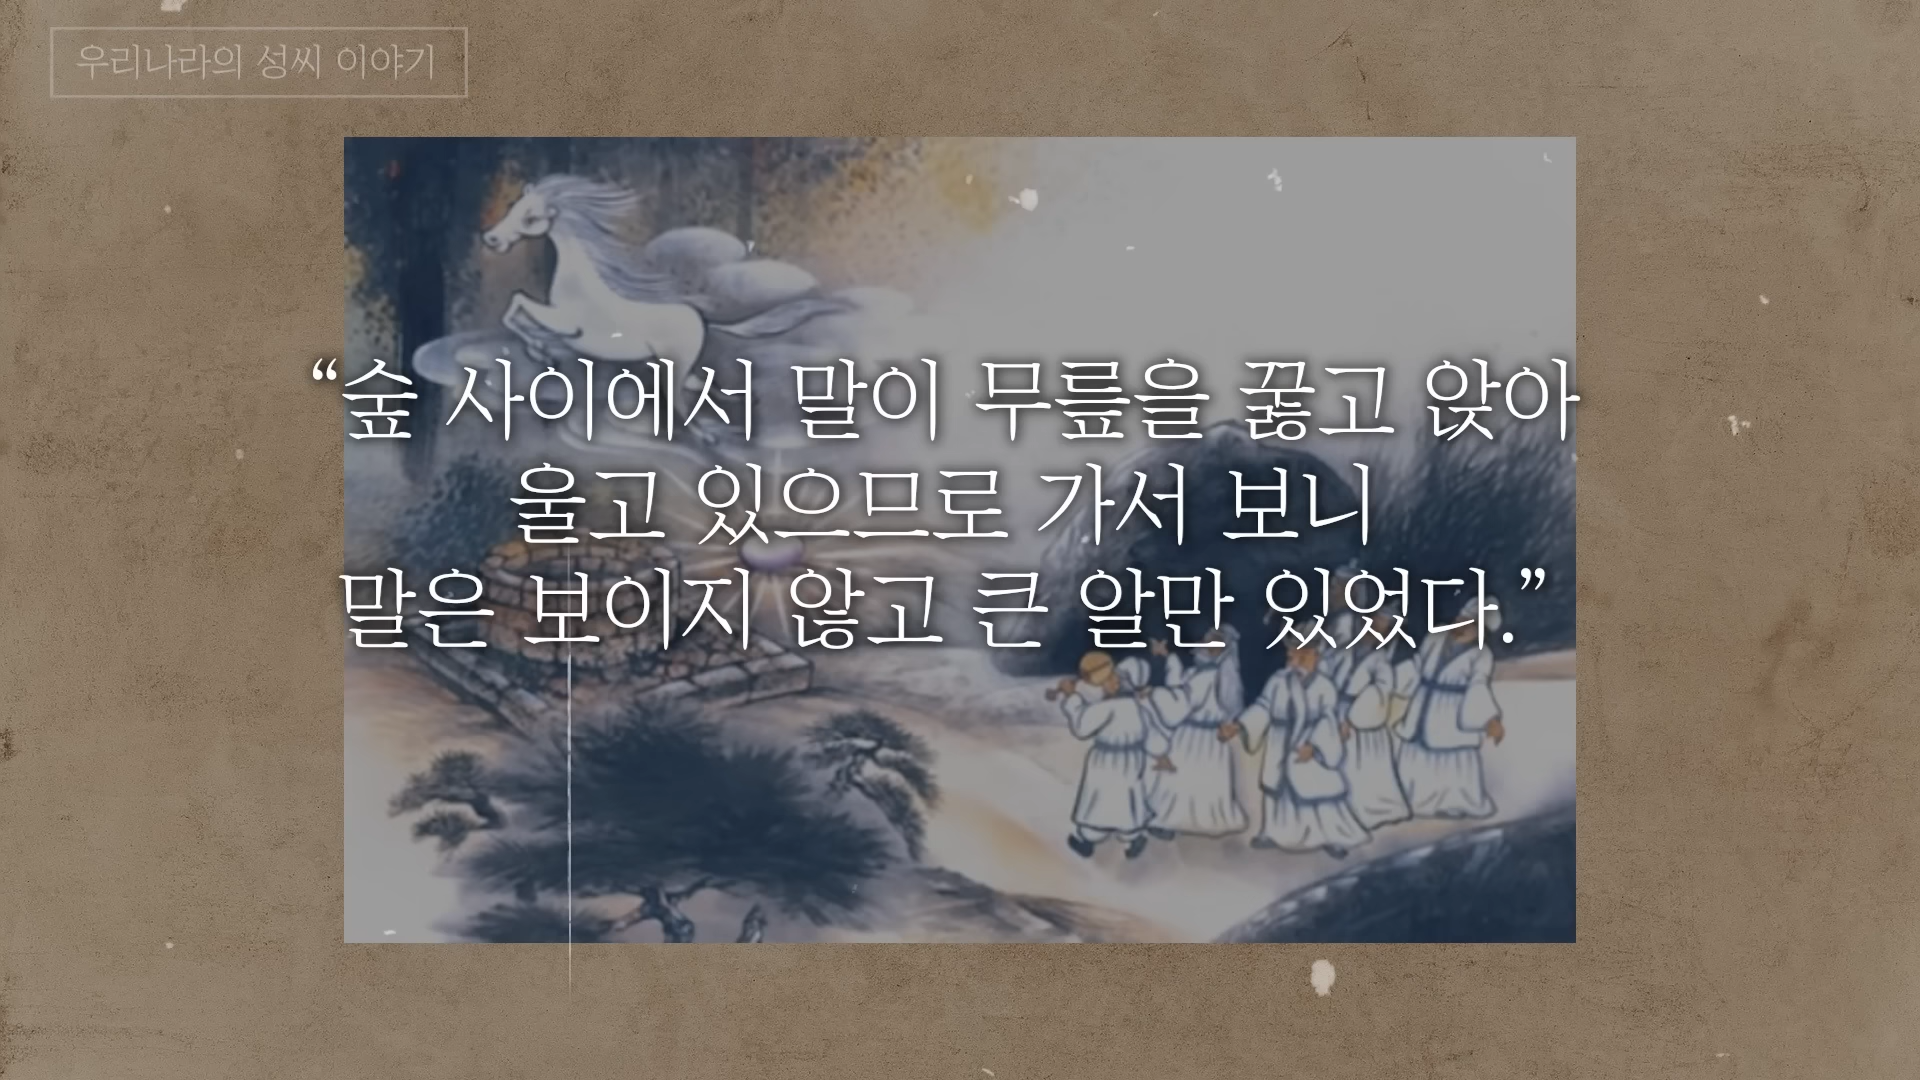 우리나라의 성씨 이야기
“숲 사이에서 말이 무릎을 꿇고 앉아
울고 있으므로 가서 보니
말은 보이지 않고 큰 알만 있었다.”